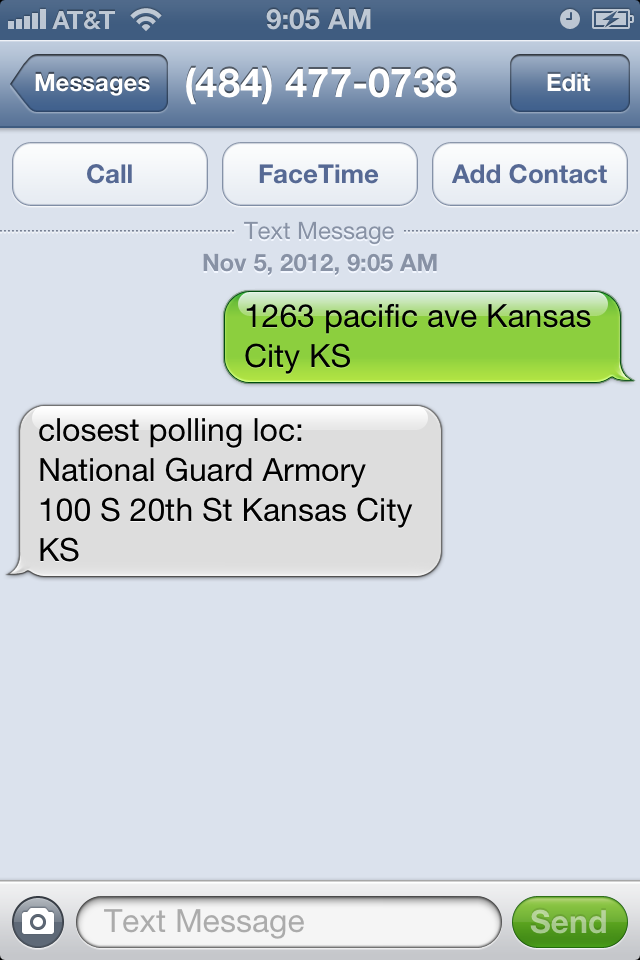 AT&T 9:05 AM
Messages (484) 477-0738 Edit
Call FaceTime Add Contact
Text Message
Nov 5, 2012, 9:05 AM
1263 pacific ave Kansas
City KS
closest polling loc:
National Guard Armory
100 S 20th St Kansas City
KS
Text Message Send